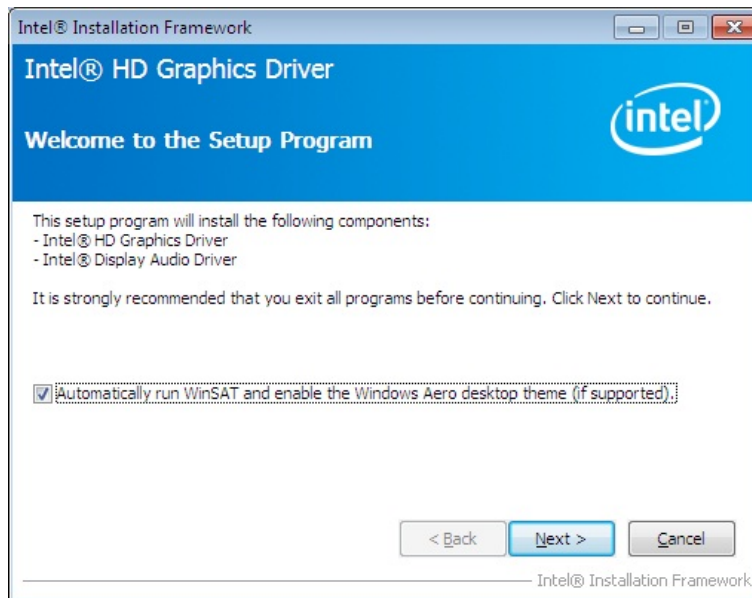 Intel® Installation Framework
Intel® HD Graphics Driver
Welcome to the Setup Program
intel®
This setup program will install the following components:
- Intel® HD Graphics Driver
- Intel® Display Audio Driver
It is strongly recommended that you exit all programs before continuing. Click Next to continue.
Automatically run WinSAT and enable the Windows Aero desktop theme (if supported).
< Back
Next >
Cancel
Intel® Installation Framework